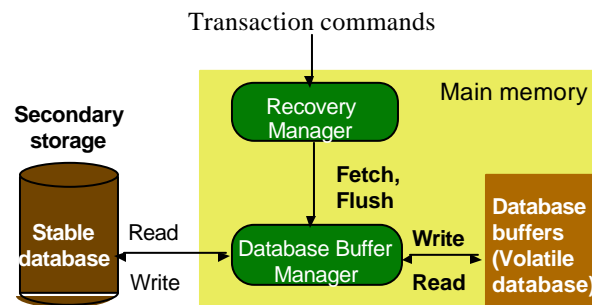 Transaction commands
Main memory
Recovery
Manager
Secondary
storage
Fetch,
Flush
Stable
database
Read
Write
Database Buffer
Manager
Write
Read
Database
buffers
(Volatile
database)